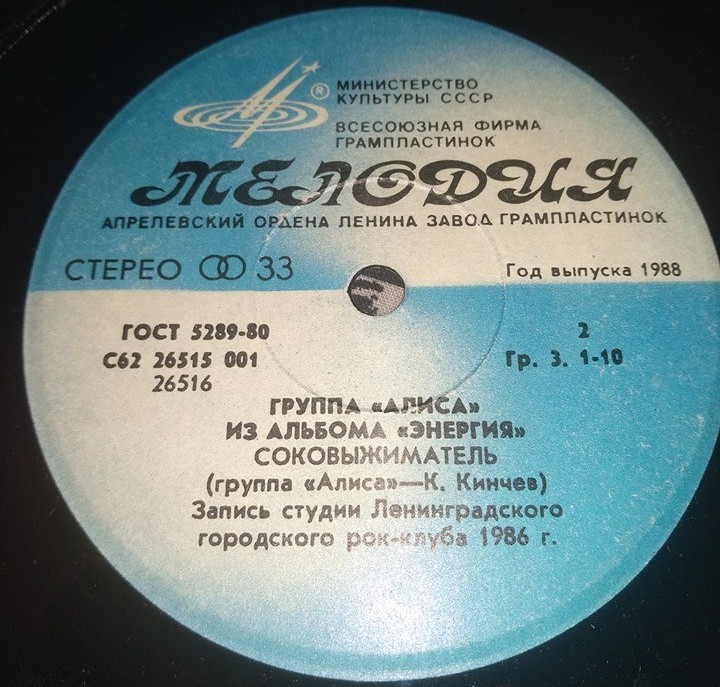 ®
МИНИСТЕРСТВО
КУЛЬТУРЫ СССР
ВСЕСОЮЗНАЯ ФИРМА
ГРАМПЛАСТИНОК
МЕЛОДИЯ
АПРЕЛЕВСКИЙ ОРДЕНА ЛЕНИНА ЗАВОД ГРАМПЛАСТИНОК
СТЕРЕО 33
Год выпуска 1988
ГОСТ 5289-80
2
С62 26515 001
Гр. 3. 1-10
26516
ГРУППА «АЛИСА»
ИЗ АЛЬБОМА «ЭНЕРГИЯ»
СОКОВЫЖИМАТЕЛЬ
(группа «Алиса»—К. Кинчев)
Запись студии Ленинградского
городского рок-клуба 1986 г.